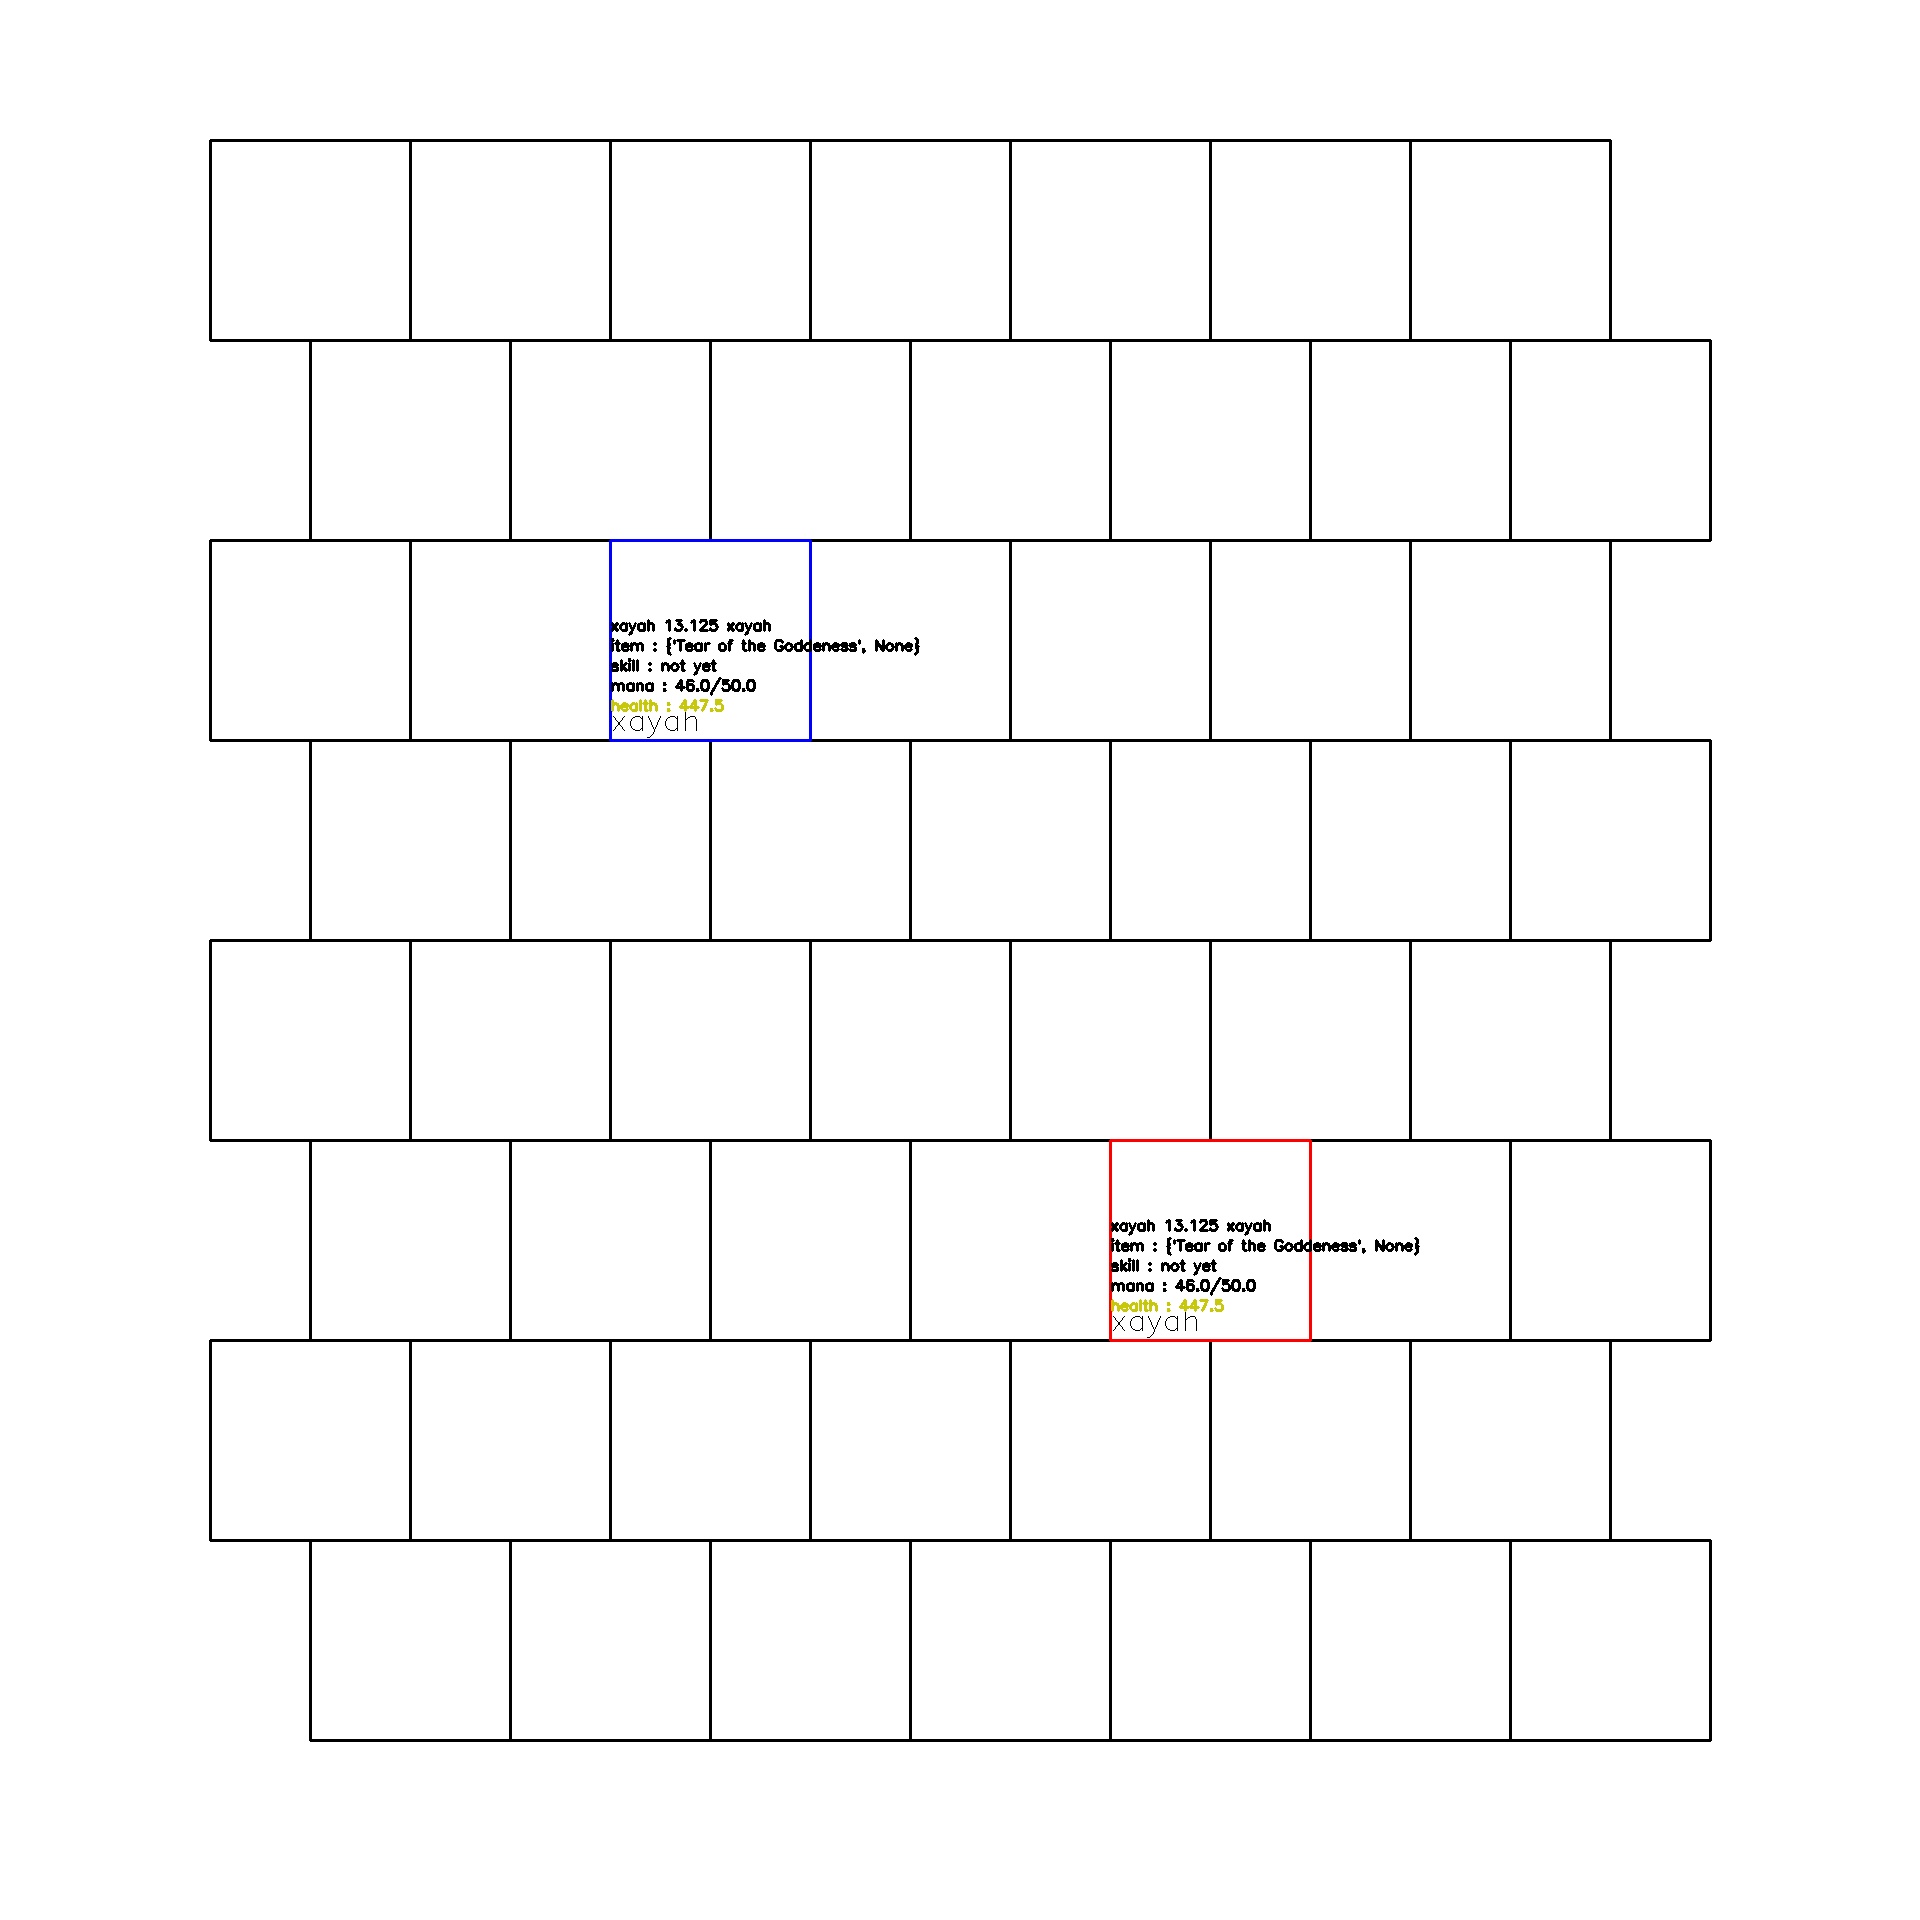 xayah 13.125 xayah
item : {'Tear of the Goddeness', None}
skill : not yet
mana : 46.0/50.0
health : 447.5
xayah
xayah 13.125 xayah
item : {'Tear of the Goddeness', None}
skill : not yet
mana : 46.0/50.0
health : 447.5
xayah